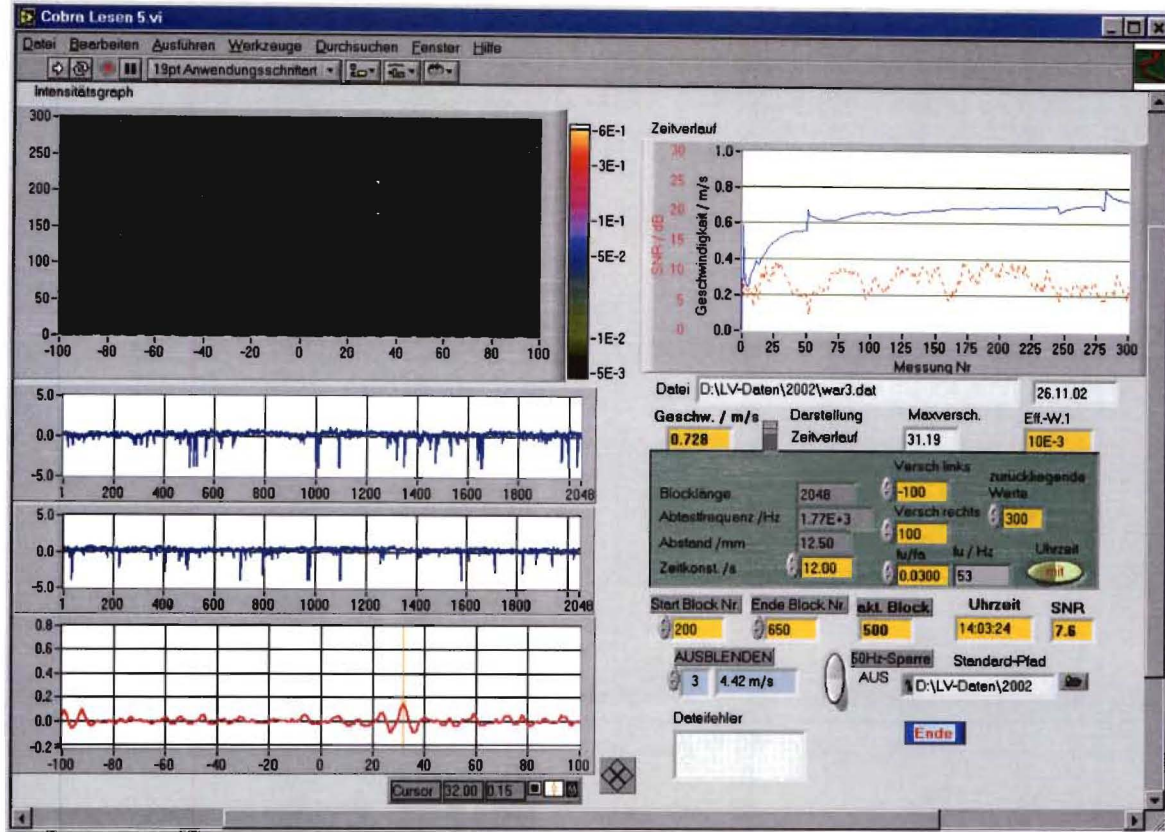 Cobra Lesen 5.vi
Datei Bearbeiten Ausführen Werkzeuge Durchsuchen Fenster Hilfe
19pt Anwendungsschriftart
Intensitätsgraph
300
250
200
150
100
50
0
-100 -80 -60 -40 -20 0 20 40 60 80 100
-6E-1
-3E-1
-1E-1
-5E-2
-1E-2
-5E-3
Zeitverlauf
SNR / dB
30
25
20
15
10
5
0
Geschwindigkeit / m/s
1.0
0.8
0.6
0.4
0.2
0.0
0 25 50 75 100 125 150 175 200 225 250 275 300
Messung Nr
5.0
0.0
-5.0
1 200 400 600 800 1000 1200 1400 1600 1800 2048
5.0
0.0
-5.0
1 200 400 600 800 1000 1200 1400 1600 1800 2048
0.8
0.6
0.4
0.2
0.0
-0.2
-100 -80 -60 -40 -20 0 20 40 60 80 100
Cursor 32.00 0.15
Datei D:\LV-Daten\2002\war3.dat 26.11.02
Geschw. / m/s Darstellung Maxversch. Eff.-W.1
0.728 Zeitverlauf 31.19 10E-3
Versch links zurückliegende
Blocklänge 2048 -100 Werte
Abtastfrequenz /Hz 1.77E+3 Versch rechts 300
Abstand /mm 12.50 100
fu/fa fu / Hz Uhrzeit
Zeitkonst. /s 12.00 0.0300 53 mit
Start Block Nr. Ende Block Nr. akt. Block Uhrzeit SNR
200 650 500 14:03:24 7.6
AUSBLENDEN 50Hz-Sperre Standard-Pfad
3 4.42 m/s AUS D:\LV-Daten\2002
Dateifehler
Ende